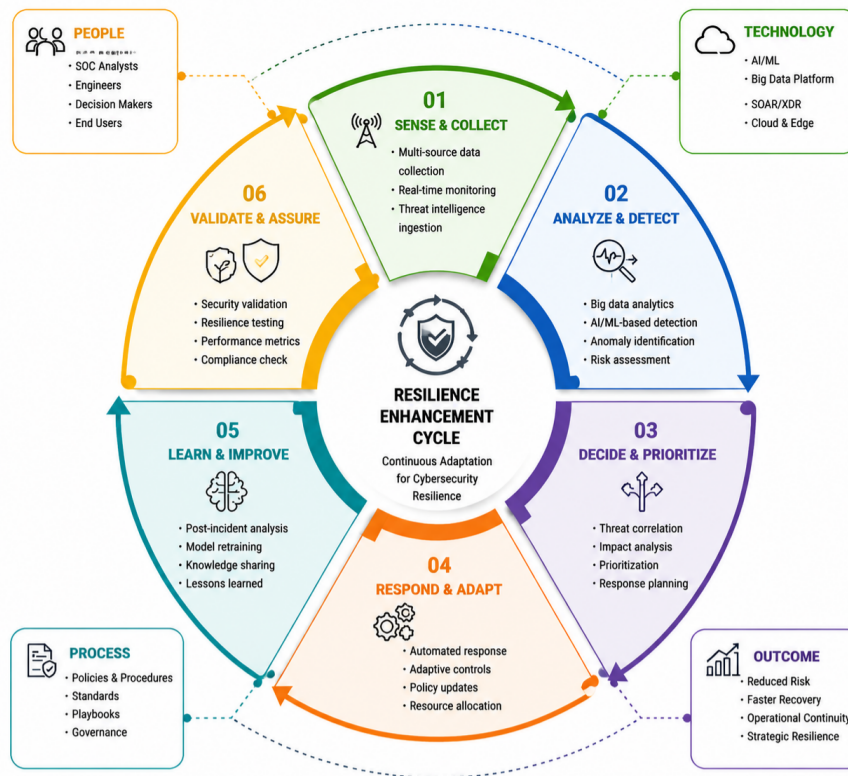 PEOPLE
• SOC Analysts
• Engineers
• Decision Makers
• End Users
TECHNOLOGY
• AI/ML
• Big Data Platform
• SOAR/XDR
• Cloud & Edge
01
SENSE & COLLECT
• Multi-source data
collection
• Real-time monitoring
• Threat intelligence
ingestion
02
ANALYZE & DETECT
• Big data analytics
• AI/ML-based detection
• Anomaly identification
• Risk assessment
03
DECIDE & PRIORITIZE
• Threat correlation
• Impact analysis
• Prioritization
• Response planning
04
RESPOND & ADAPT
• Automated response
• Adaptive controls
• Policy updates
• Resource allocation
05
LEARN & IMPROVE
• Post-incident analysis
• Model retraining
• Knowledge sharing
• Lessons learned
06
VALIDATE & ASSURE
• Security validation
• Resilience testing
• Performance metrics
• Compliance check
RESILIENCE
ENHANCEMENT
CYCLE
Continuous Adaptation
for Cybersecurity
Resilience
PROCESS
• Policies & Procedures
• Standards
• Playbooks
• Governance
OUTCOME
• Reduced Risk
• Faster Recovery
• Operational Continuity
• Strategic Resilience